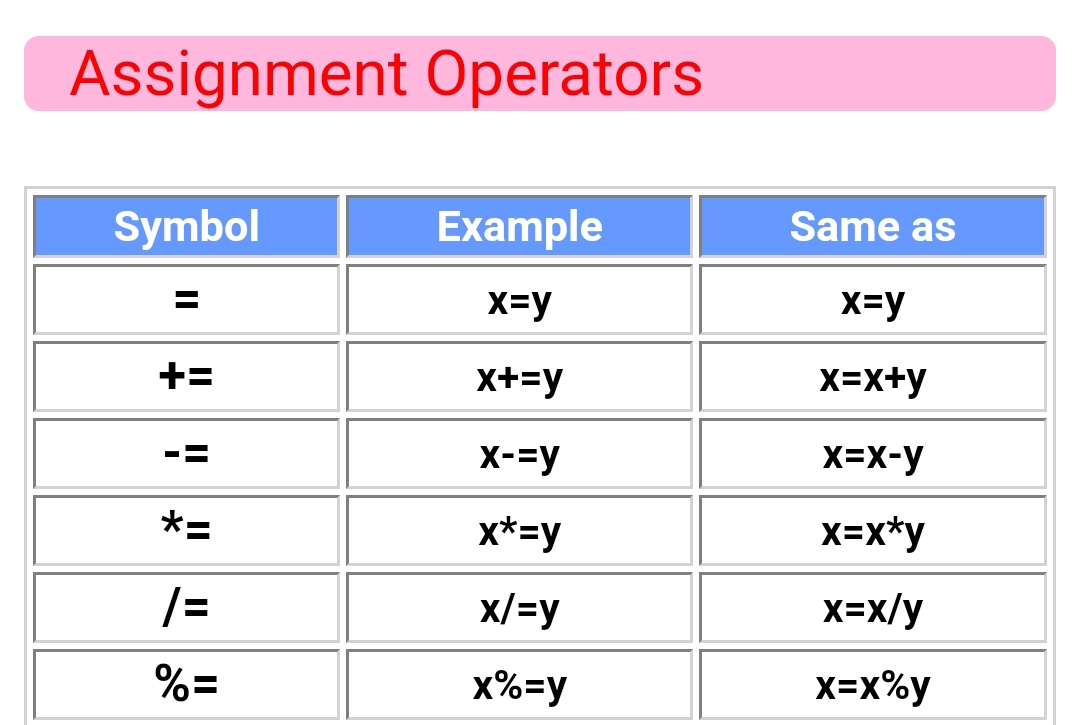 Assignment Operators
Symbol Example Same as
= x=y x=y
+= x+=y x=x+y
-= x-=y x=x-y
*= x*=y x=x*y
/= x/=y x=x/y
%= x%=y x=x%y